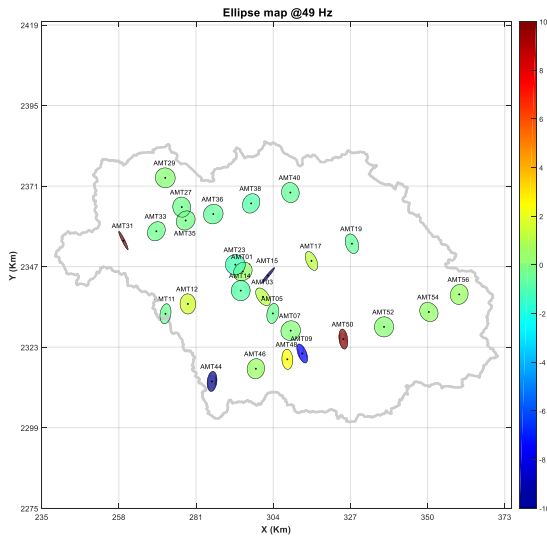 Ellipse map @49 Hz
2419
2395
2371
2347
2323
2299
2275
Y (Km)
235
258
281
304
327
350
373
X (Km)
10
8
6
4
2
0
-2
-4
-6
-8
-10
AMT29
AMT27
AMT35
AMT36
AMT38
AMT40
AMT33
AMT31
AMT19
AMT17
AMT23
AMT01
AMT14
AMT15
AMT03
AMT05
AMT12
MT11
AMT07
AMT09
AMT48
AMT50
AMT52
AMT54
AMT56
AMT46
AMT44